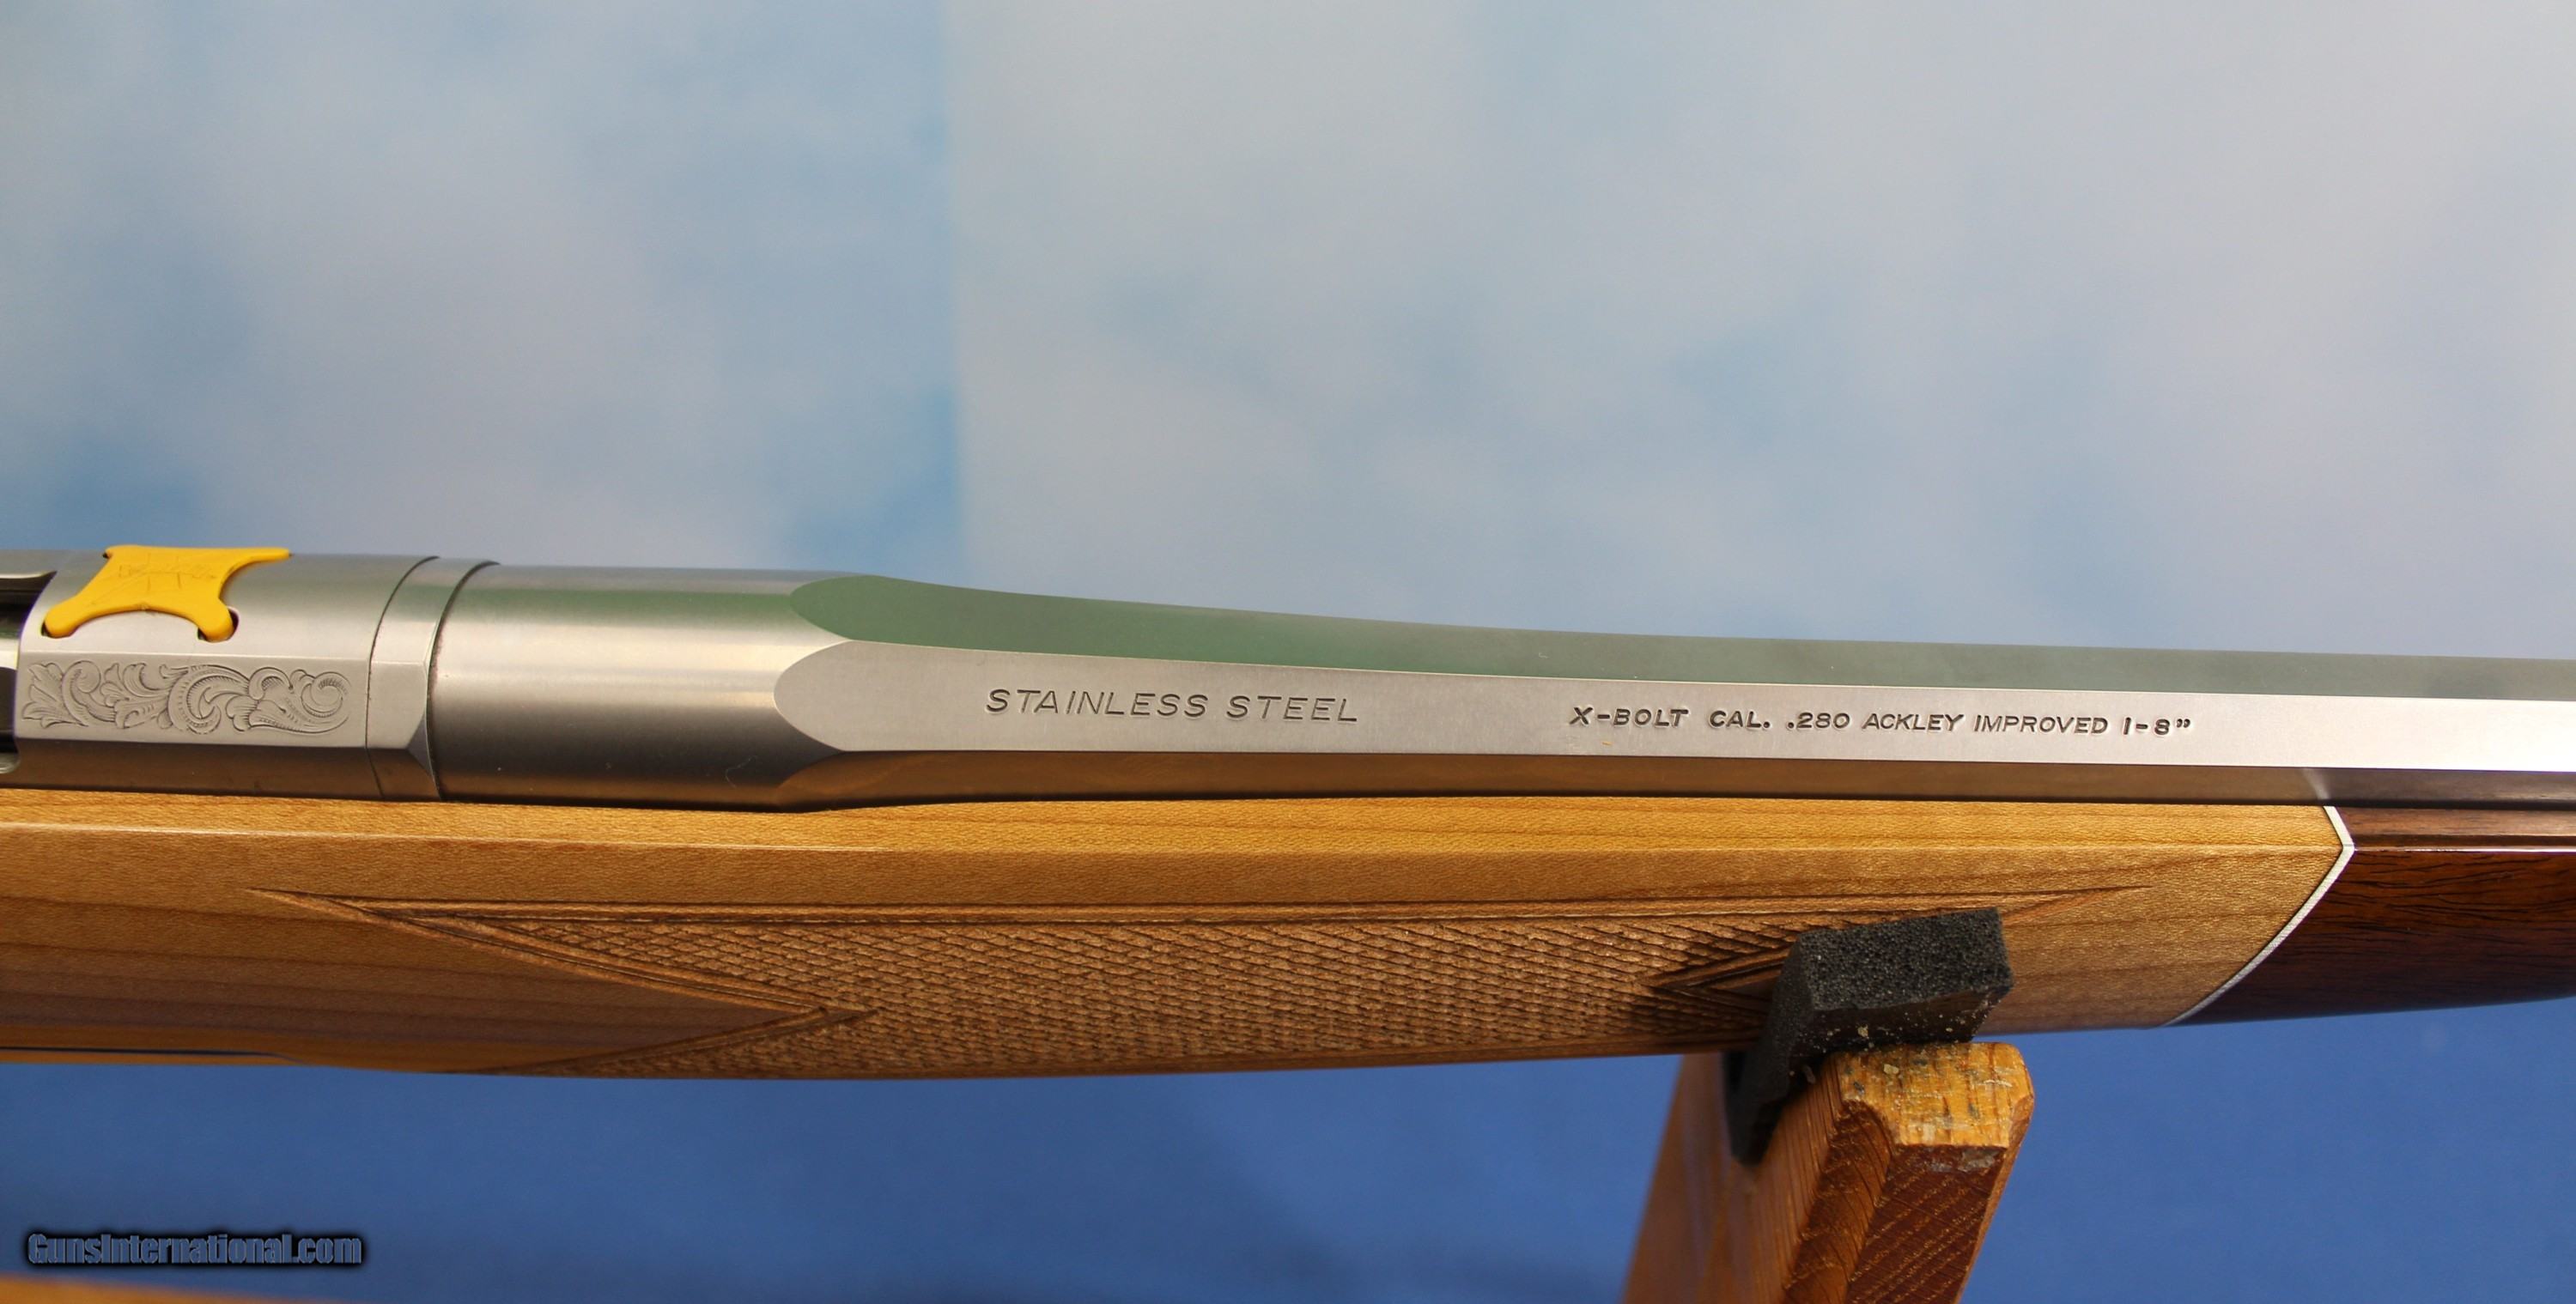 STAINLESS STEEL
X-BOLT CAL. .280 ACKLEY IMPROVED 1-8”
GunsInternational.com